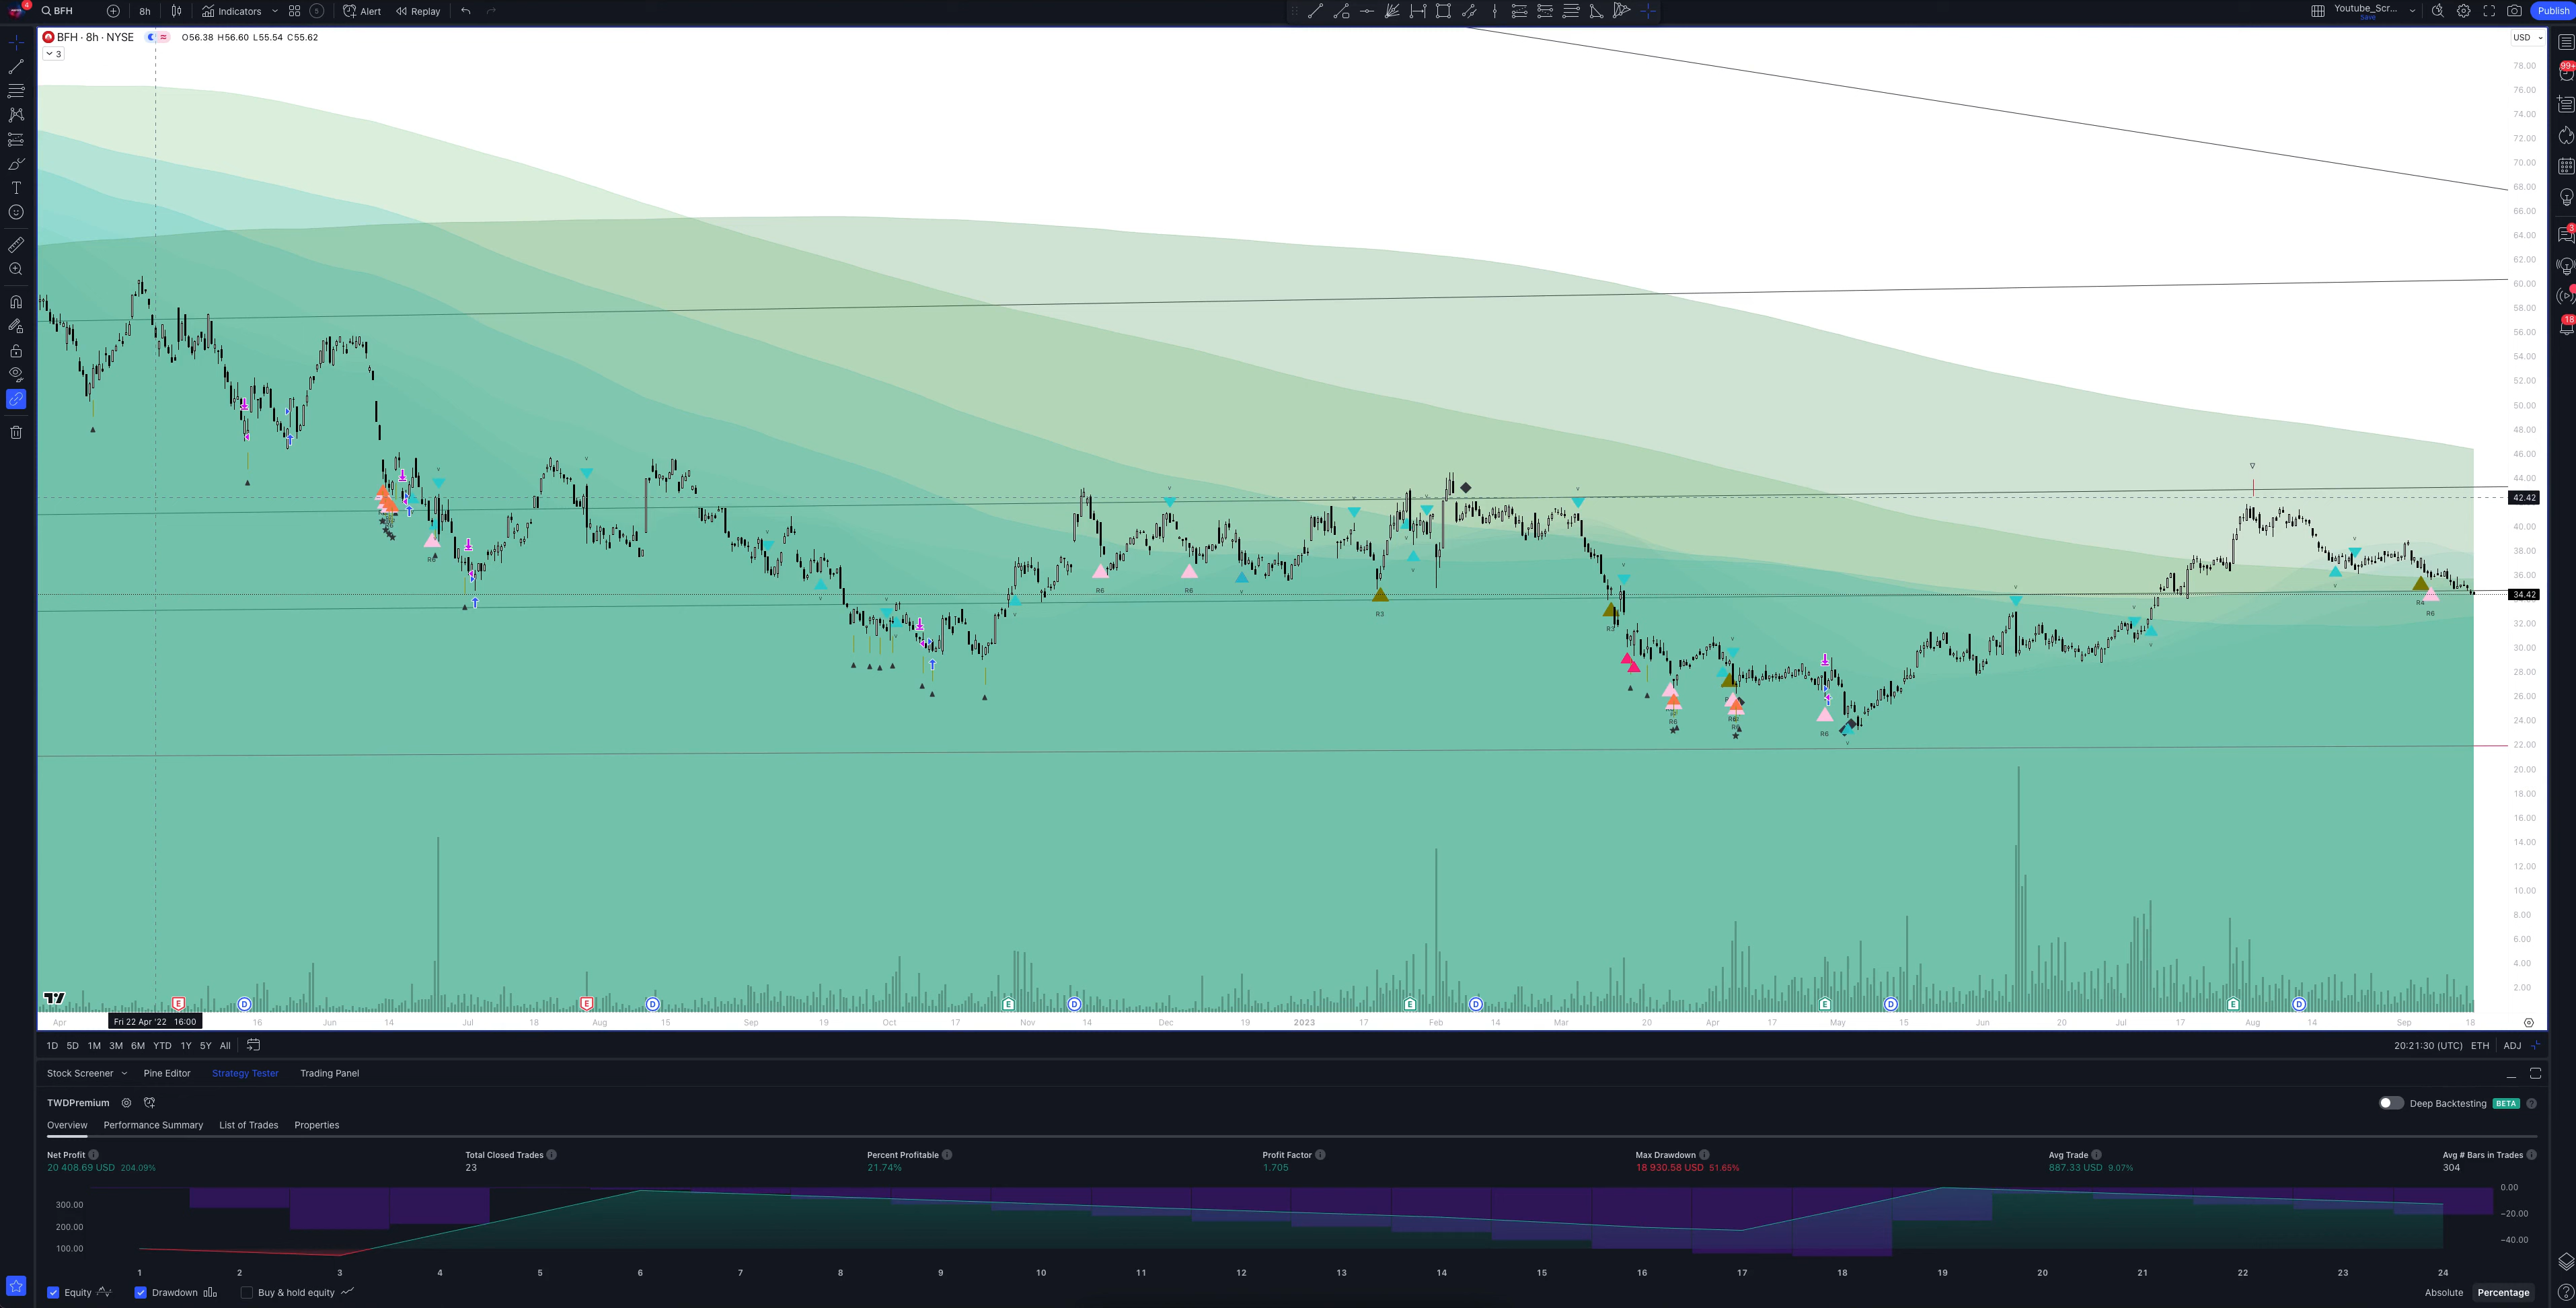 BFH 8h Indicators Alert Replay Youtube_Scr... Save Publish
BFH · 8h · NYSE O56.38 H56.60 L55.54 C55.62 USD
3
78.00
76.00
74.00
72.00
70.00
68.00
66.00
64.00
62.00
60.00
58.00
56.00
54.00
52.00
50.00
48.00
46.00
44.00
42.42
40.00
38.00
36.00
34.42
32.00
30.00
28.00
26.00
24.00
22.00
20.00
18.00
16.00
14.00
12.00
10.00
8.00
6.00
4.00
2.00
R6
R6
R6
R3
R6
R6
R6
R4
R6
E D E D E D E D E D E D
Apr Fri 22 Apr '22 16:00 16 Jun 14 Jul 18 Aug 15 Sep 19 Oct 17 Nov 14 Dec 19 2023 17 Feb 14 Mar 20 Apr 17 May 15 Jun 20 Jul 17 Aug 14 Sep 18
1D 5D 1M 3M 6M YTD 1Y 5Y All 20:21:30 (UTC) ETH ADJ
Stock Screener Pine Editor Strategy Tester Trading Panel
TWDPremium Deep Backtesting BETA
Overview Performance Summary List of Trades Properties
Net Profit Total Closed Trades Percent Profitable Profit Factor Max Drawdown Avg Trade Avg # Bars in Trades
20 408.69 USD 204.09% 23 21.74% 1.705 18 930.58 USD 51.65% 887.33 USD 9.07% 304
300.00 0.00
200.00 −20.00
100.00 −40.00
1 2 3 4 5 6 7 8 9 10 11 12 13 14 15 16 17 18 19 20 21 22 23 24
Equity Drawdown Buy & hold equity Absolute Percentage